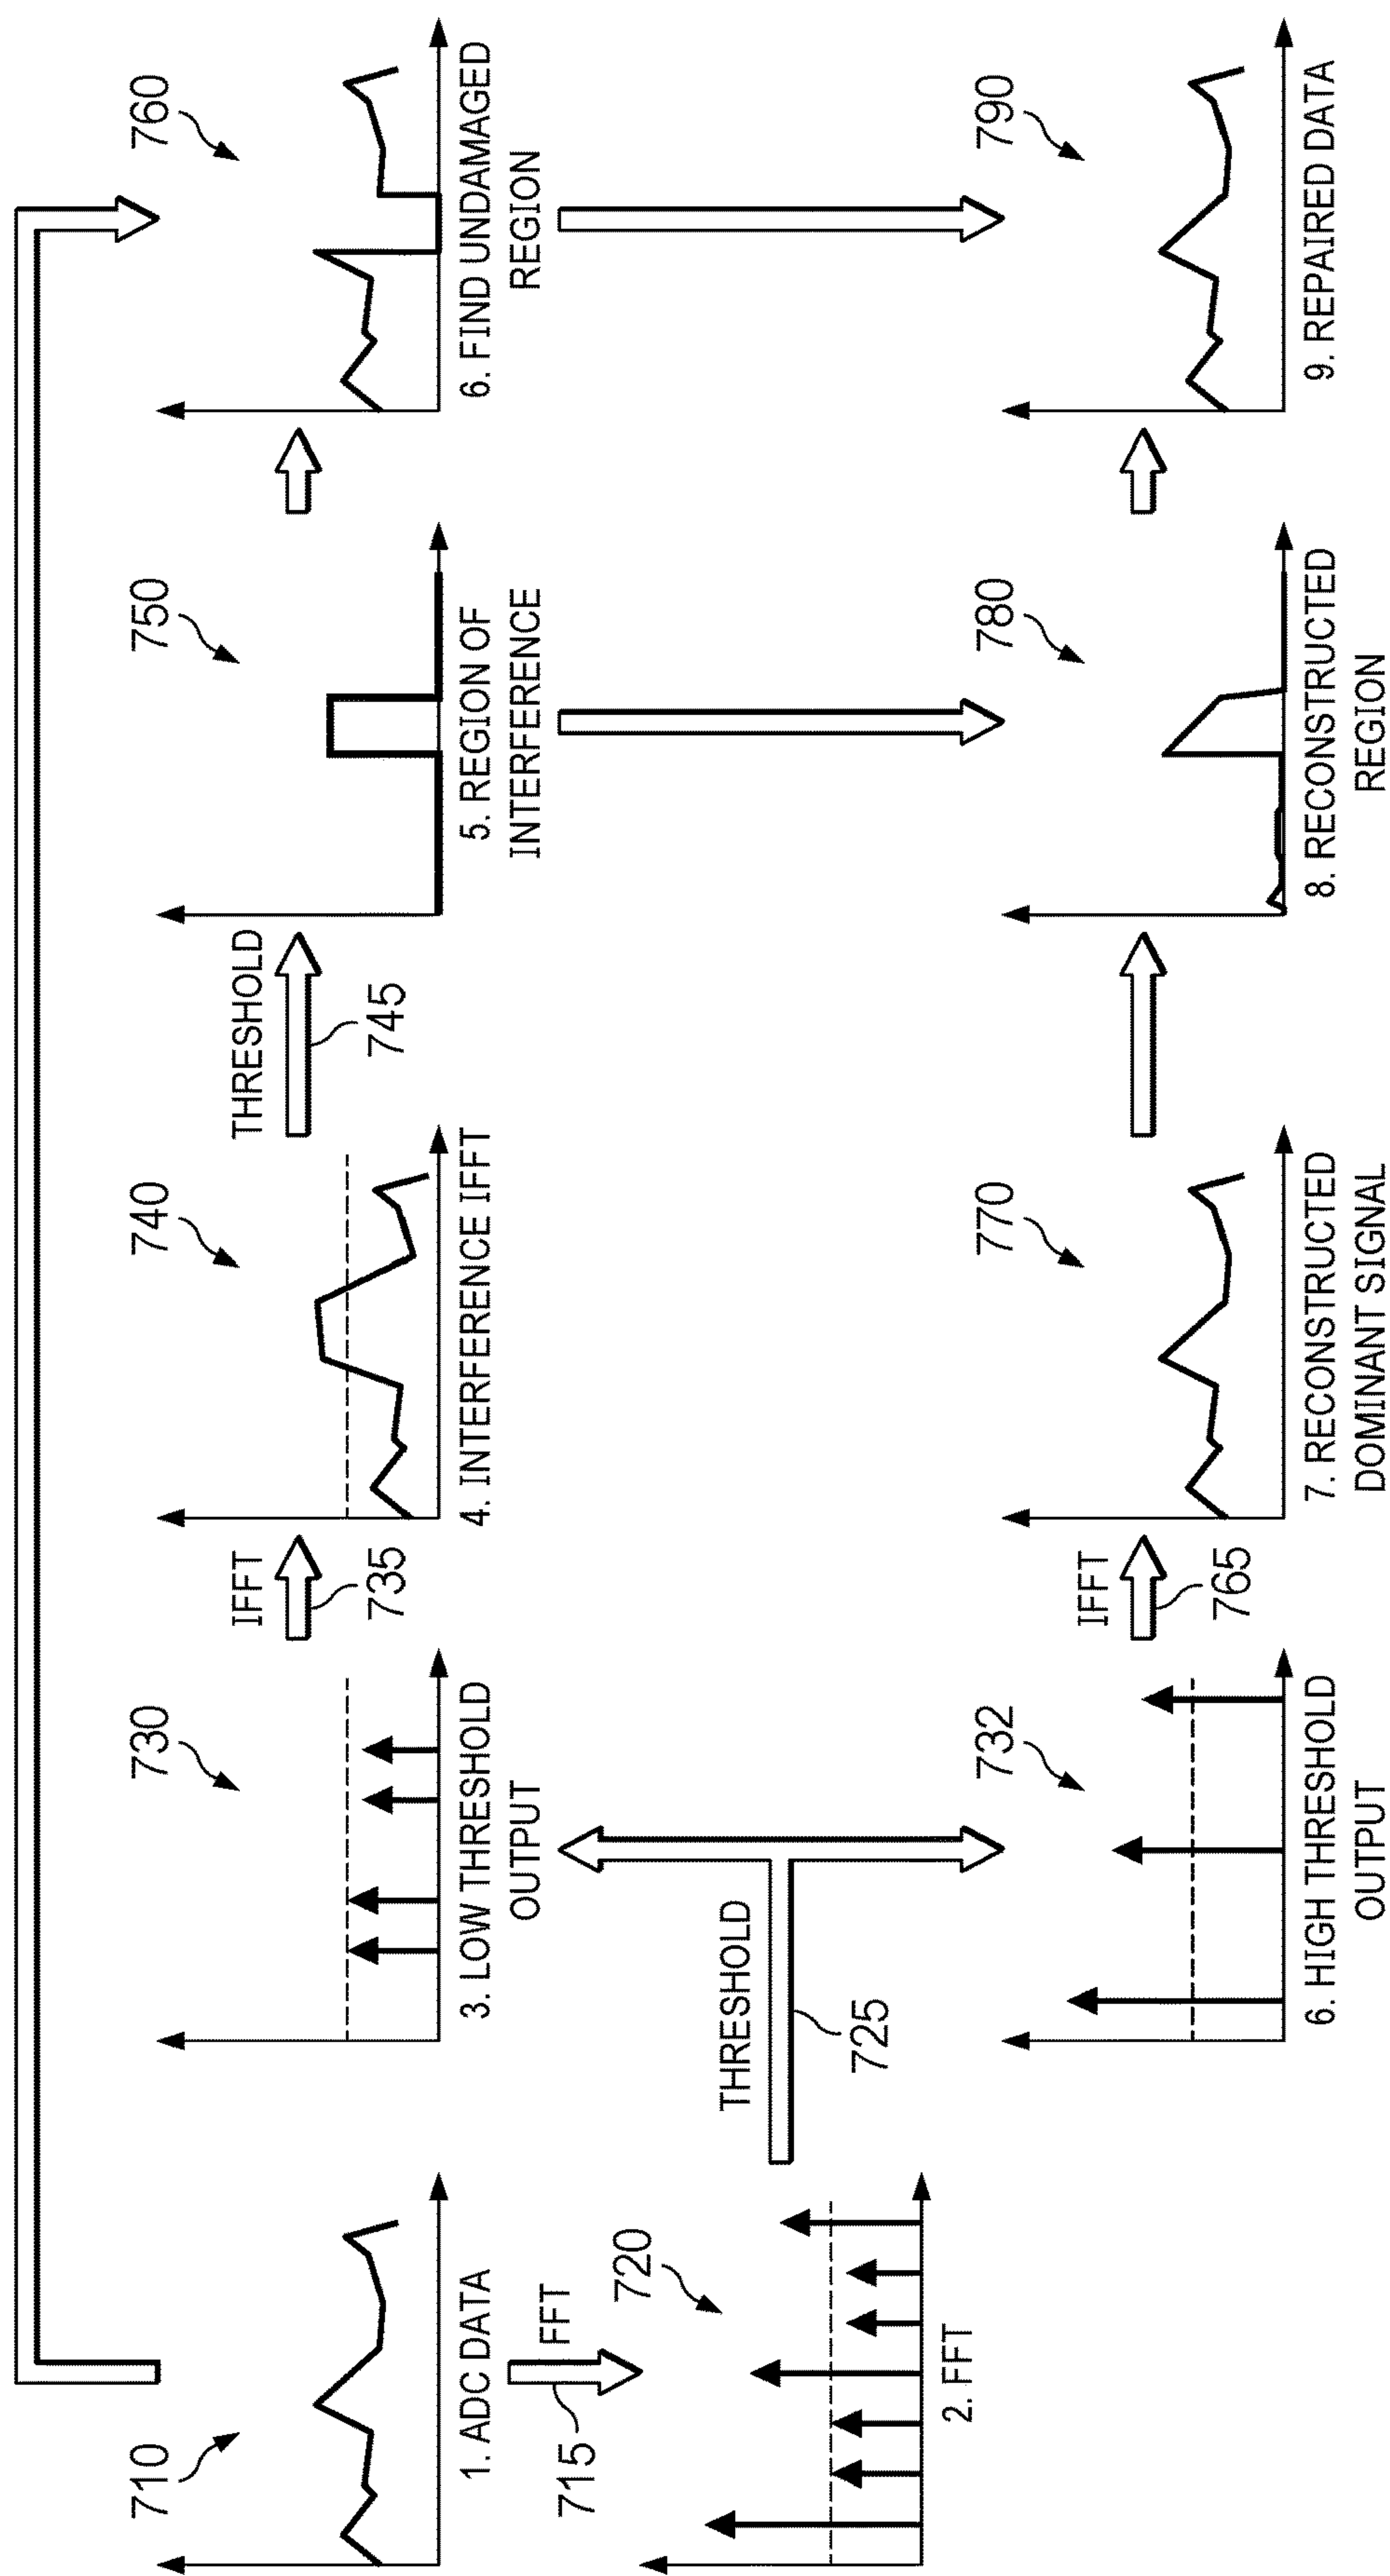 710
1. ADC DATA
FFT
715
720
2. FFT
THRESHOLD
725
730
3. LOW THRESHOLD
OUTPUT
732
6. HIGH THRESHOLD
OUTPUT
IFFT
735
740
4. INTERFERENCE IFFT
THRESHOLD
745
750
5. REGION OF
INTERFERENCE
760
6. FIND UNDAMAGED
REGION
IFFT
765
770
7. RECONSTRUCTED
DOMINANT SIGNAL
780
8. RECONSTRUCTED
REGION
790
9. REPAIRED DATA